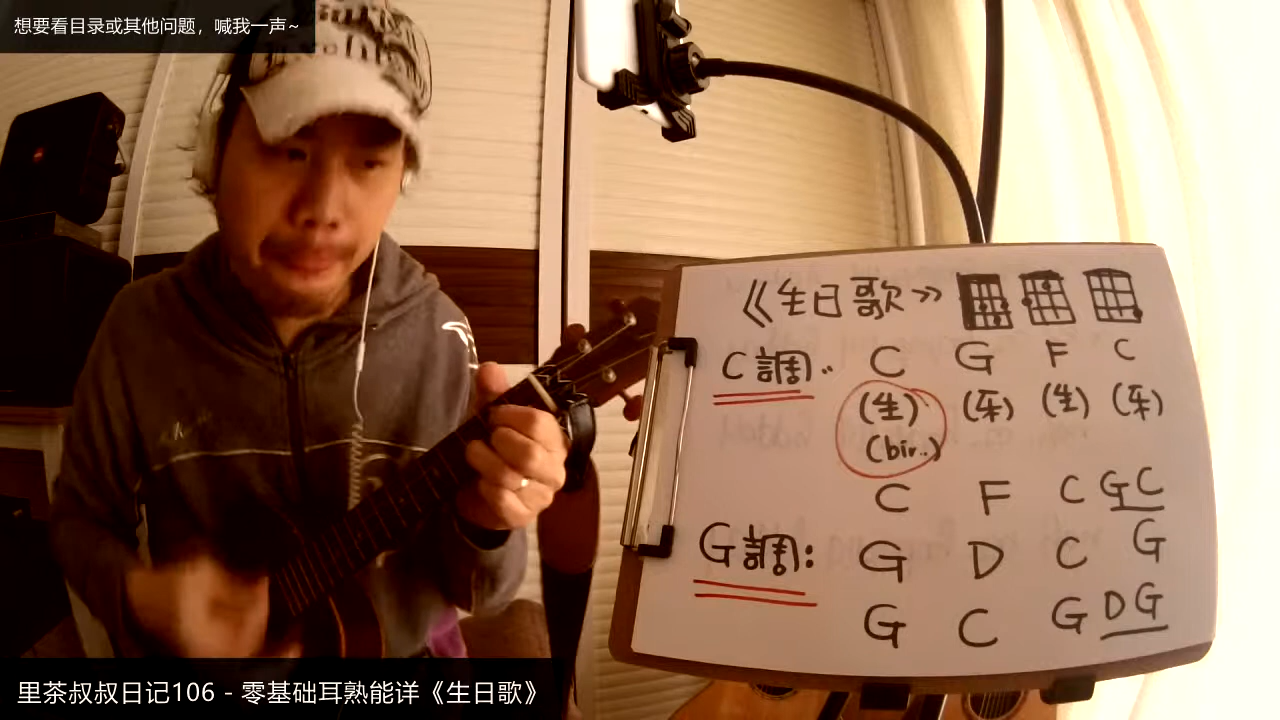 想要看目录或其他问题，喊我一声~
《生日歌》
C調:
C G F C
(生) (乐) (生) (乐)
(bir..)
C F C G C
G調:
G D C G
G C G D G
里茶叔叔日记106 - 零基础耳熟能详《生日歌》